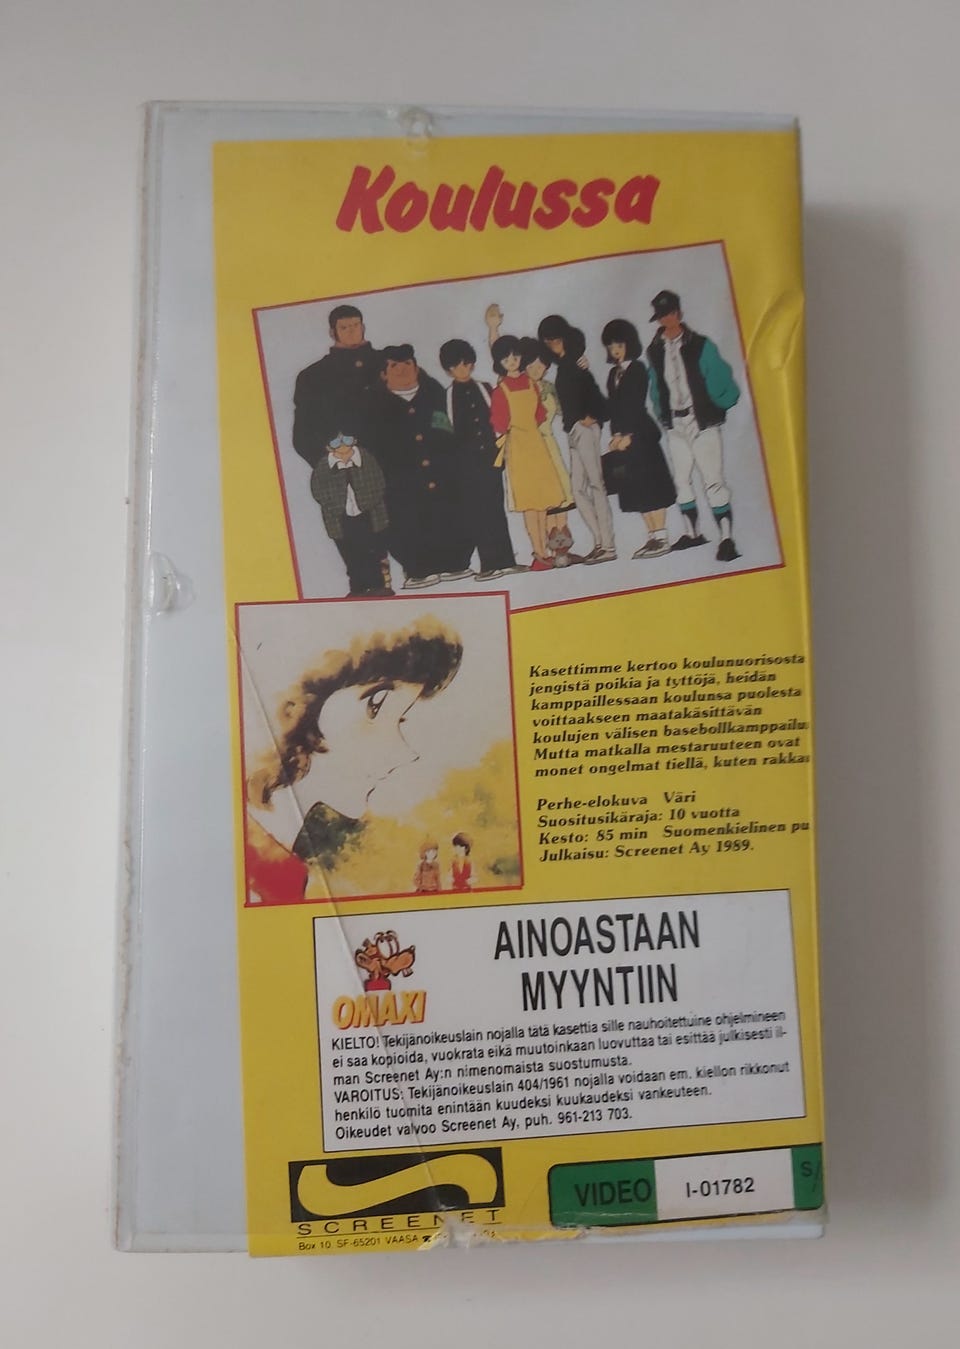 Koulussa
Kasettimme kertoo koulunuorisosta
jengistä poikia ja tyttöjä, heidän
kamppaillessaan koulunsa puolesta
voittaakseen maatakäsittävän
koulujen välisen basebollkamppailu
Mutta matkalla mestaruuteen ovat
monet ongelmat tiellä, kuten
Perhe-elokuva Väri
Suositusikäraja: 10 vuotta
Kesto: 85 min Suomenkielinen
Julkaisu: Screenet Ay 1989.
OMAXI
AINOASTAAN
MYYNTIIN
KIELTO! Tekijänoikeuslain nojalla tätä kasettia sille nauhoitettuine ohjelmineen
ei saa kopioida, vuokrata eikä muutoinkaan luovuttaa tai esittää julkisesti il-
man Screenet Ay:n nimenomaista suostumusta.
VAROITUS: Tekijänoikeuslain 404/1961 nojalla voidaan em. kiellon rikkonut
henkilö tuomita enintään kuudeksi kuukaudeksi vankeuteen.
Oikeudet valvoo Screenet Ay, puh. 961-213 703.
SCREENET
Box 10, SF-65201 VAASA
VIDEO I-01782 S/